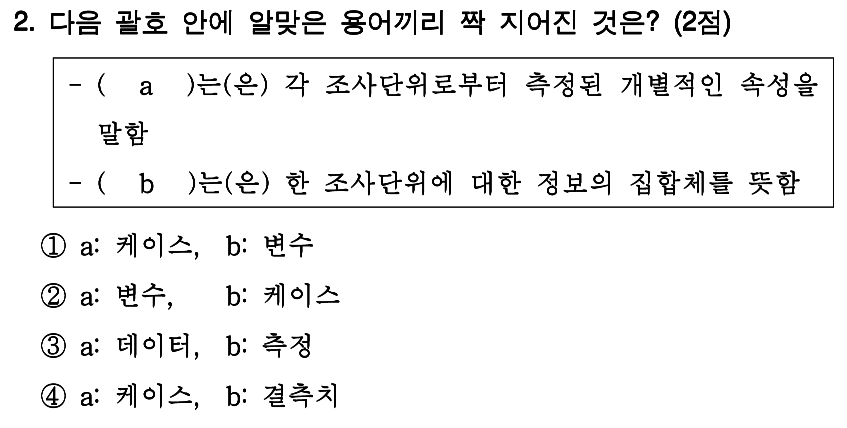 2. 다음 괄호 안에 알맞은 용어끼리 짝 지어진 것은? (2점)
- ( a )는(은) 각 조사단위로부터 측정된 개별적인 속성을
말함
- ( b )는(은) 한 조사단위에 대한 정보의 집합체를 뜻함
① a: 케이스, b: 변수
② a: 변수, b: 케이스
③ a: 데이터, b: 측정
④ a: 케이스, b: 결측치